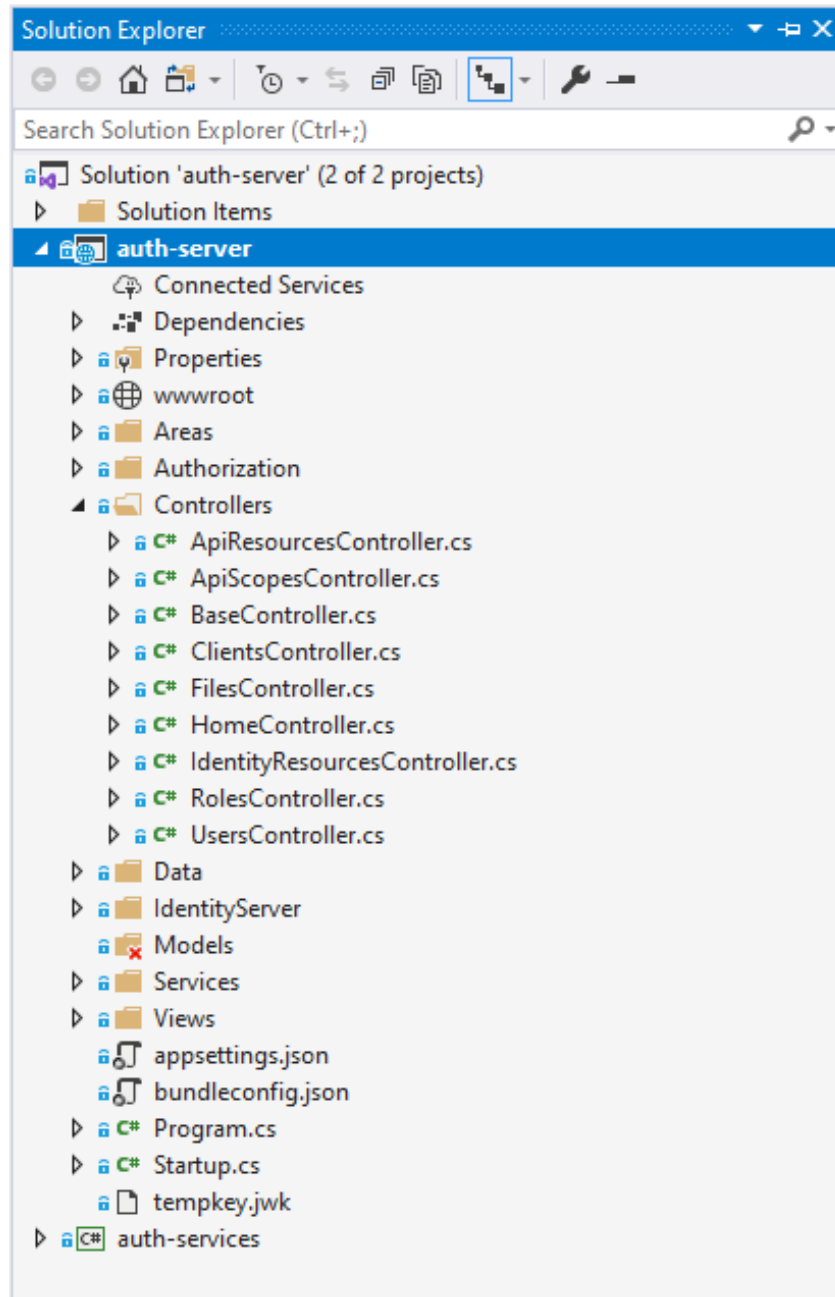 Solution Explorer
Search Solution Explorer (Ctrl+;)
Solution 'auth-server' (2 of 2 projects)
Solution Items
auth-server
Connected Services
Dependencies
Properties
wwwroot
Areas
Authorization
Controllers
C# ApiResourcesController.cs
C# ApiScopesController.cs
C# BaseController.cs
C# ClientsController.cs
C# FilesController.cs
C# HomeController.cs
C# IdentityResourcesController.cs
C# RolesController.cs
C# UsersController.cs
Data
IdentityServer
Models
Services
Views
appsettings.json
bundleconfig.json
C# Program.cs
C# Startup.cs
tempkey.jwk
C# auth-services